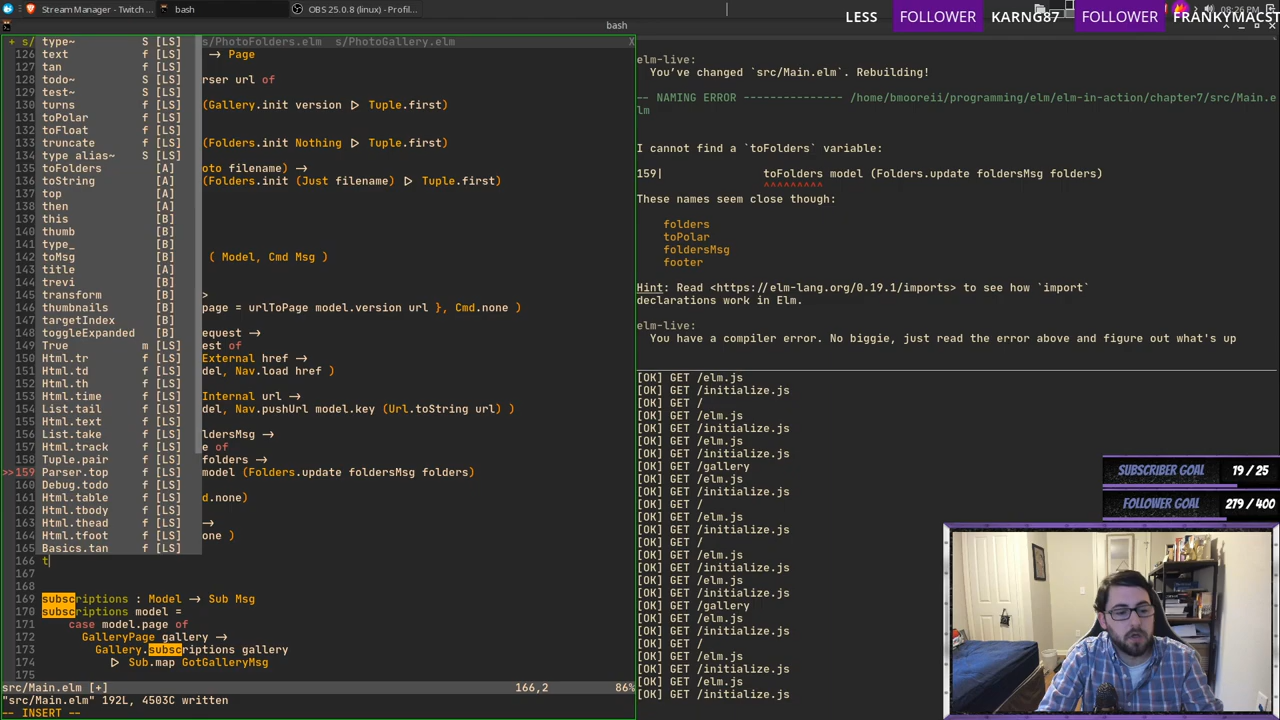 Stream Manager - Twitch ...
bash
OBS 25.0.8 (linux) - Profil...
08:26 PM
bash
LESS FOLLOWER KARNG87 FOLLOWER FRANKYMACST
+ s/ s/PhotoFolders.elm s/PhotoGallery.elm X
type~ S [LS]
126 text f [LS] -> Page
127 tan f [LS]
128 todo~ S [LS] rser url of
129 test~ S [LS]
130 turns f [LS] (Gallery.init version |> Tuple.first)
131 toPolar f [LS]
132 toFloat f [LS]
133 truncate f [LS] (Folders.init Nothing |> Tuple.first)
134 type alias~ S [LS]
135 toFolders [A] oto filename) ->
136 toString [A] (Folders.init (Just filename) |> Tuple.first)
137 top [A]
138 then [A]
139 this [B]
140 thumb [B]
141 type_ [B]
142 toMsg [B] ( Model, Cmd Msg )
143 title [A]
144 trevi [B]
145 transform [B] >
146 thumbnails [B] page = urlToPage model.version url }, Cmd.none )
147 targetIndex [B]
148 toggleExpanded [B] equest ->
149 True m [LS] est of
150 Html.tr f [LS] External href ->
151 Html.td f [LS] del, Nav.load href )
152 Html.th f [LS]
153 Html.time f [LS] Internal url ->
154 List.tail f [LS] del, Nav.pushUrl model.key (Url.toString url) )
155 Html.text f [LS]
156 List.take f [LS] ldersMsg ->
157 Html.track f [LS] e of
158 Tuple.pair f [LS] folders ->
>>159 Parser.top f [LS] model (Folders.update foldersMsg folders)
160 Debug.todo f [LS]
161 Html.table f [LS] d.none)
162 Html.tbody f [LS]
163 Html.thead f [LS] ->
164 Html.tfoot f [LS] one )
165 Basics.tan f [LS]
166 t
167
168
169 subscriptions : Model -> Sub Msg
170 subscriptions model =
171 case model.page of
172 GalleryPage gallery ->
173 Gallery.subscriptions gallery
174 |> Sub.map GotGalleryMsg
175
src/Main.elm [+] 166,2 86%
"src/Main.elm" 192L, 4503C written
-- INSERT --
elm-live:
You've changed `src/Main.elm`. Rebuilding!
-- NAMING ERROR --------------- /home/bmooreii/programming/elm/elm-in-action/chapter7/src/Main.e
lm
I cannot find a `toFolders` variable:
159| toFolders model (Folders.update foldersMsg folders)
^^^^^^^^^
These names seem close though:
folders
toPolar
foldersMsg
footer
Hint: Read <https://elm-lang.org/0.19.1/imports> to see how `import`
declarations work in Elm.
elm-live:
You have a compiler error. No biggie, just read the error above and figure out what's up
[OK] GET /elm.js
[OK] GET /initialize.js
[OK] GET /
[OK] GET /elm.js
[OK] GET /initialize.js
[OK] GET /elm.js
[OK] GET /initialize.js
[OK] GET /gallery
[OK] GET /elm.js
[OK] GET /initialize.js
[OK] GET /
[OK] GET /elm.js
[OK] GET /initialize.js
[OK] GET /
[OK] GET /elm.js
[OK] GET /initialize.js
[OK] GET /elm.js
[OK] GET /initialize.js
[OK] GET /gallery
[OK] GET /elm.js
[OK] GET /initialize.js
[OK] GET /
[OK] GET /elm.js
[OK] GET /initialize.js
[OK] GET /elm.js
[OK] GET /initialize.js
SUBSCRIBER GOAL 19 / 25
FOLLOWER GOAL 279 / 400